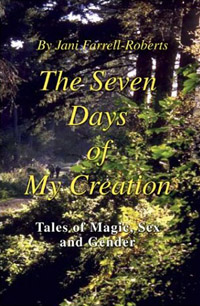 By Jani Farrell-Roberts
The Seven
Days
of
My Creation
Tales of Magic, Sex
and Gender